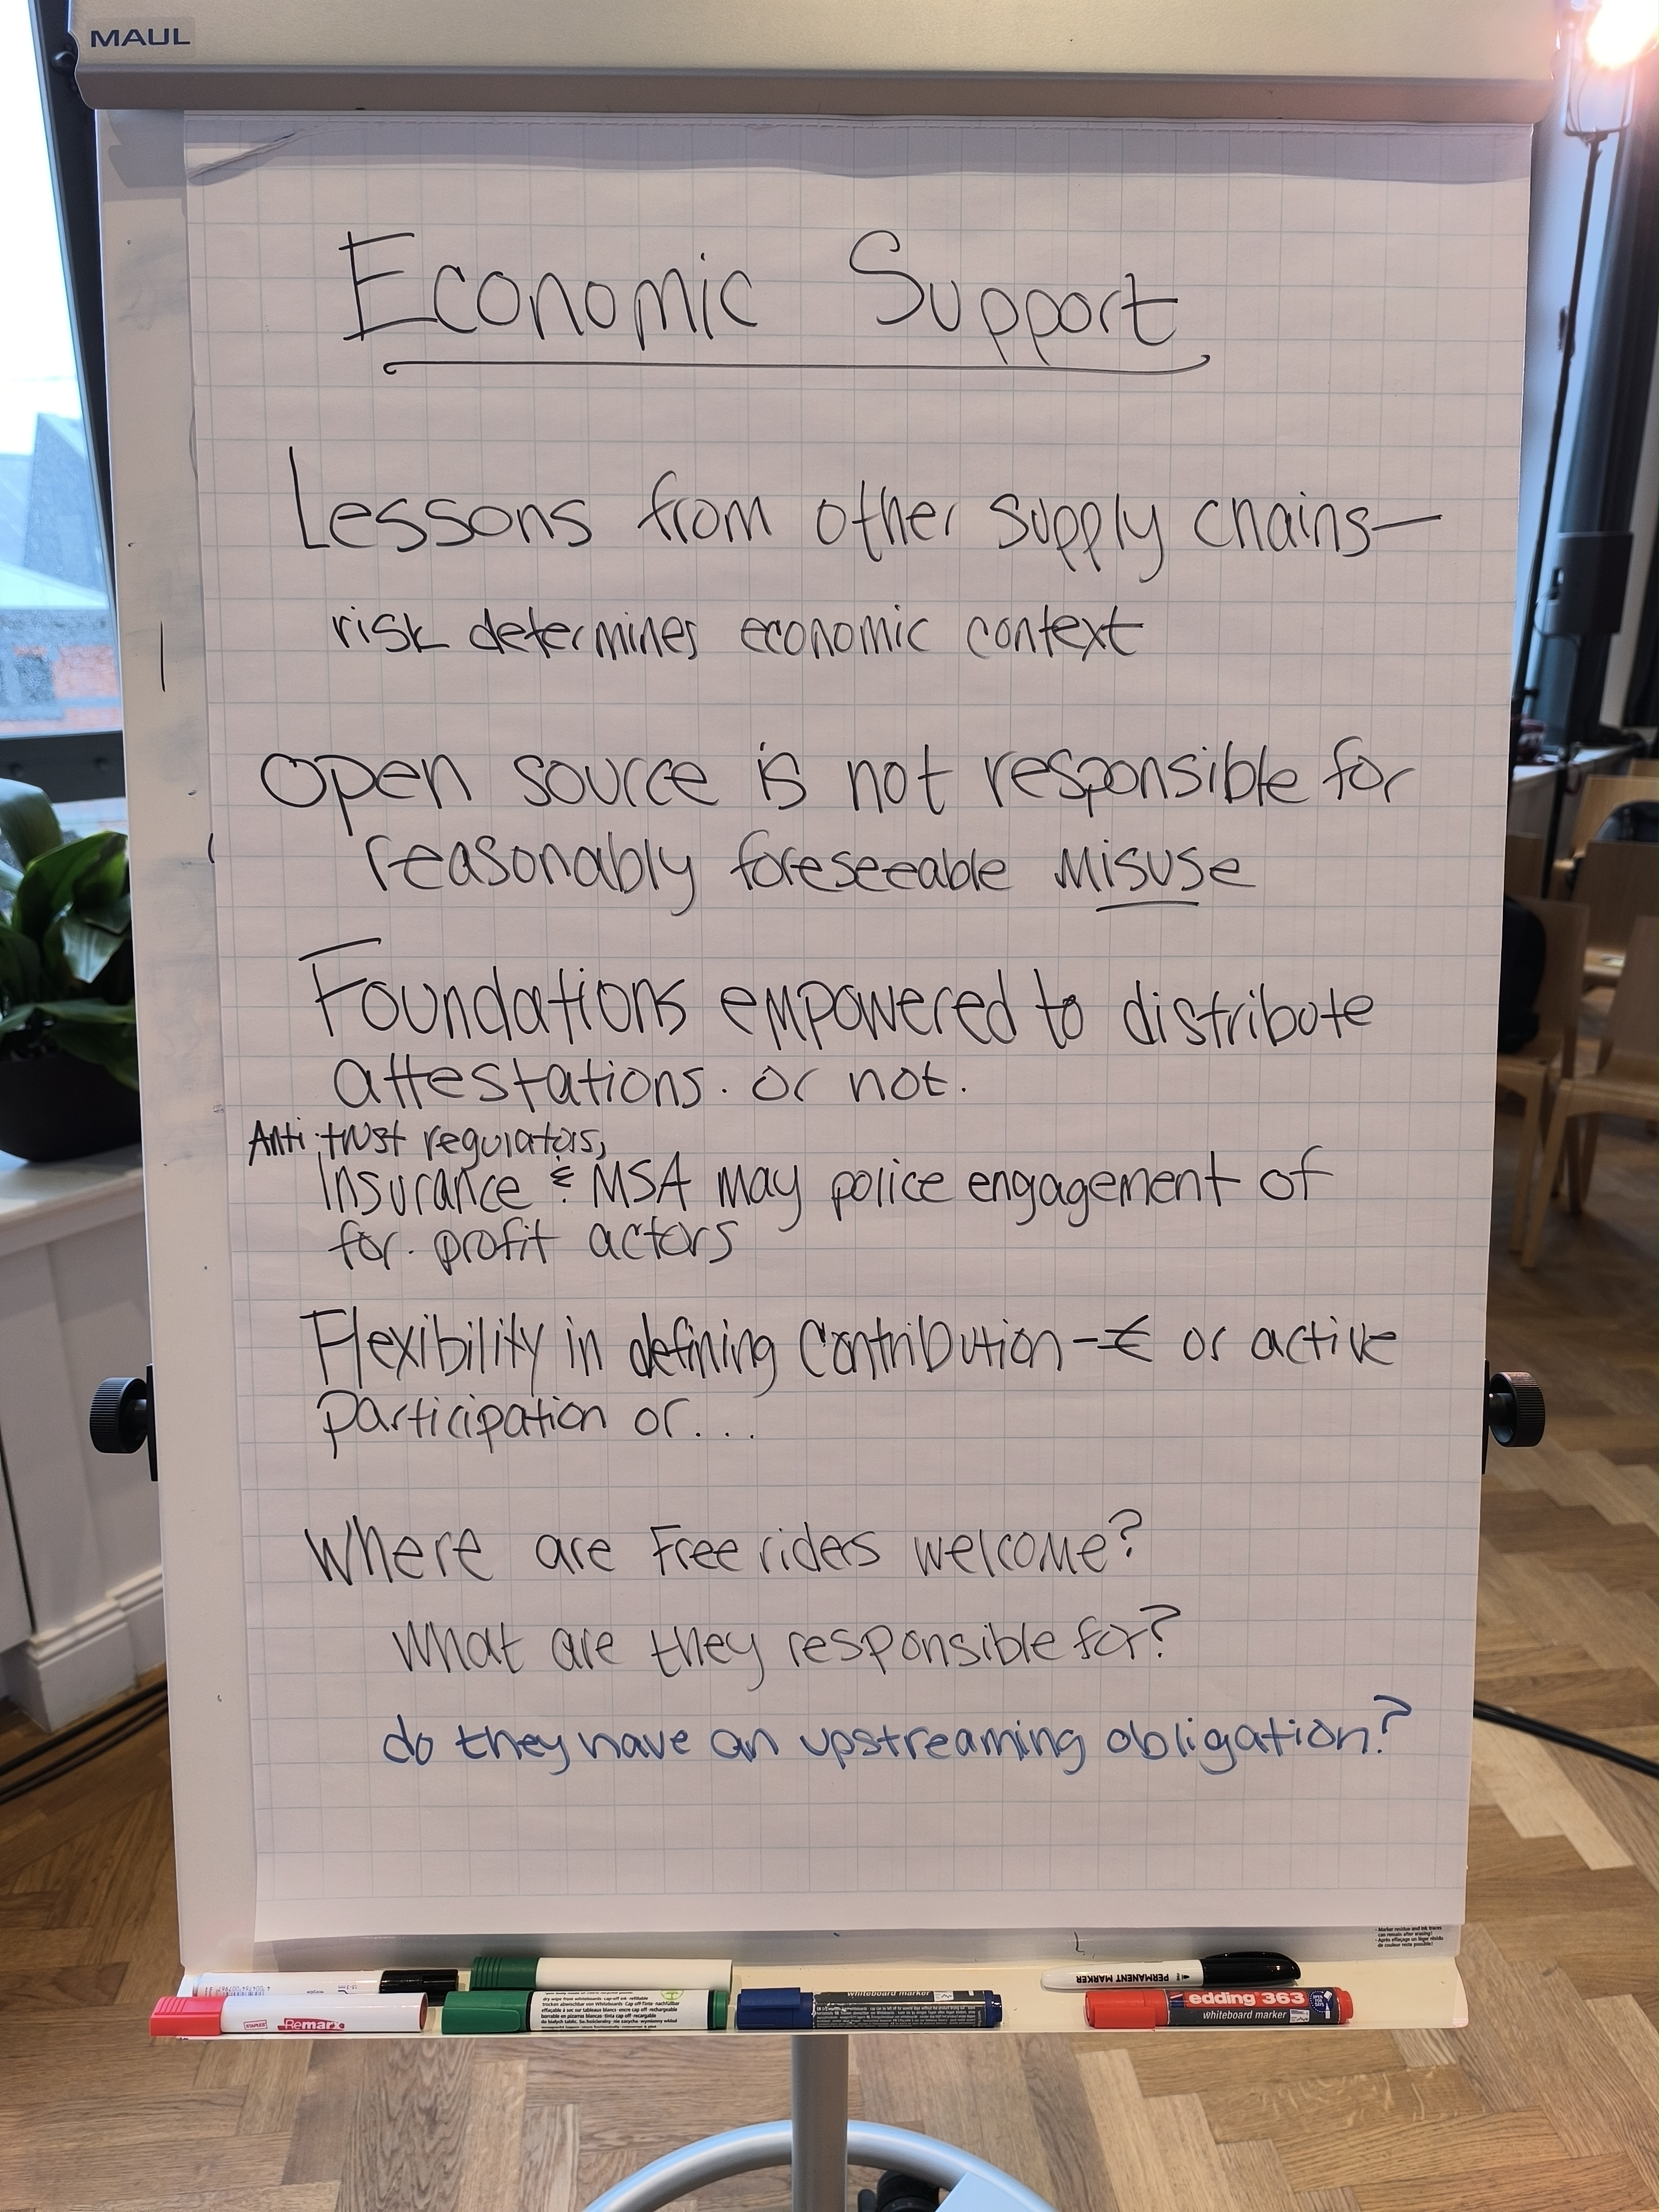 MAUL
Economic Support
Lessons from other supply chains—
risk determines economic context
open source is not responsible for
reasonably foreseeable misuse
Foundations empowered to distribute
attestations. or not.
Anti trust regulators,
Insurance & MSA may police engagement of
for-profit actors
Flexibility in defining contribution - € or active
participation or...
Where are Free riders welcome?
What are they responsible for?
do they have an upstreaming obligation?
Marker residue and ink traces
can remain after erasing!
PERMANENT MARKER
edding 363
whiteboard marker
STAPLES
Remarx
whiteboard marker